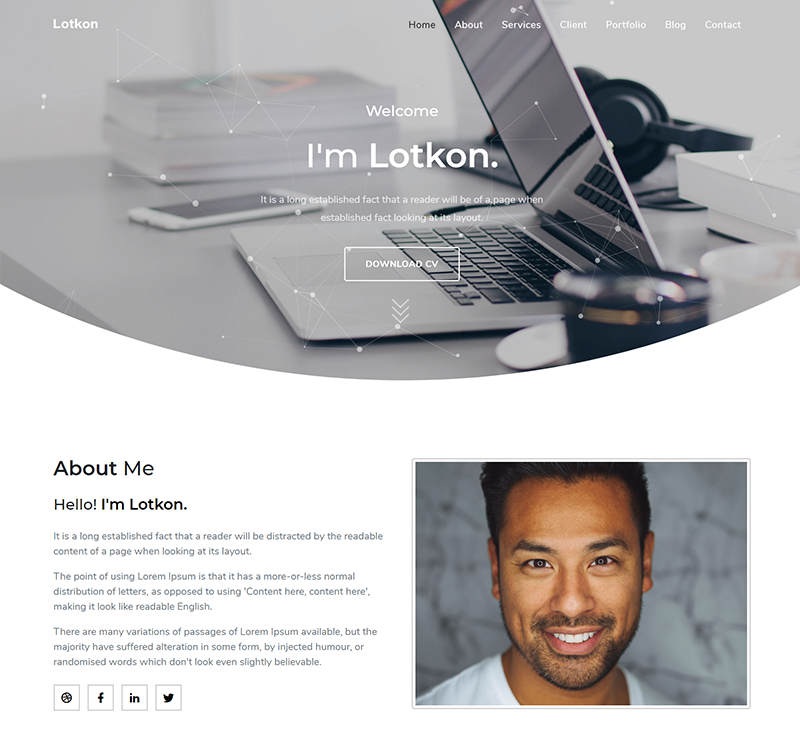 Lotkon
Home About Services Client Portfolio Blog Contact
Welcome
I'm Lotkon.
It is a long established fact that a reader will be of a page when
established fact looking at its layout.
DOWNLOAD CV
About Me
Hello! I'm Lotkon.
It is a long established fact that a reader will be distracted by the readable
content of a page when looking at its layout.
The point of using Lorem Ipsum is that it has a more-or-less normal
distribution of letters, as opposed to using 'Content here, content here',
making it look like readable English.
There are many variations of passages of Lorem Ipsum available, but the
majority have suffered alteration in some form, by injected humour, or
randomised words which don't look even slightly believable.